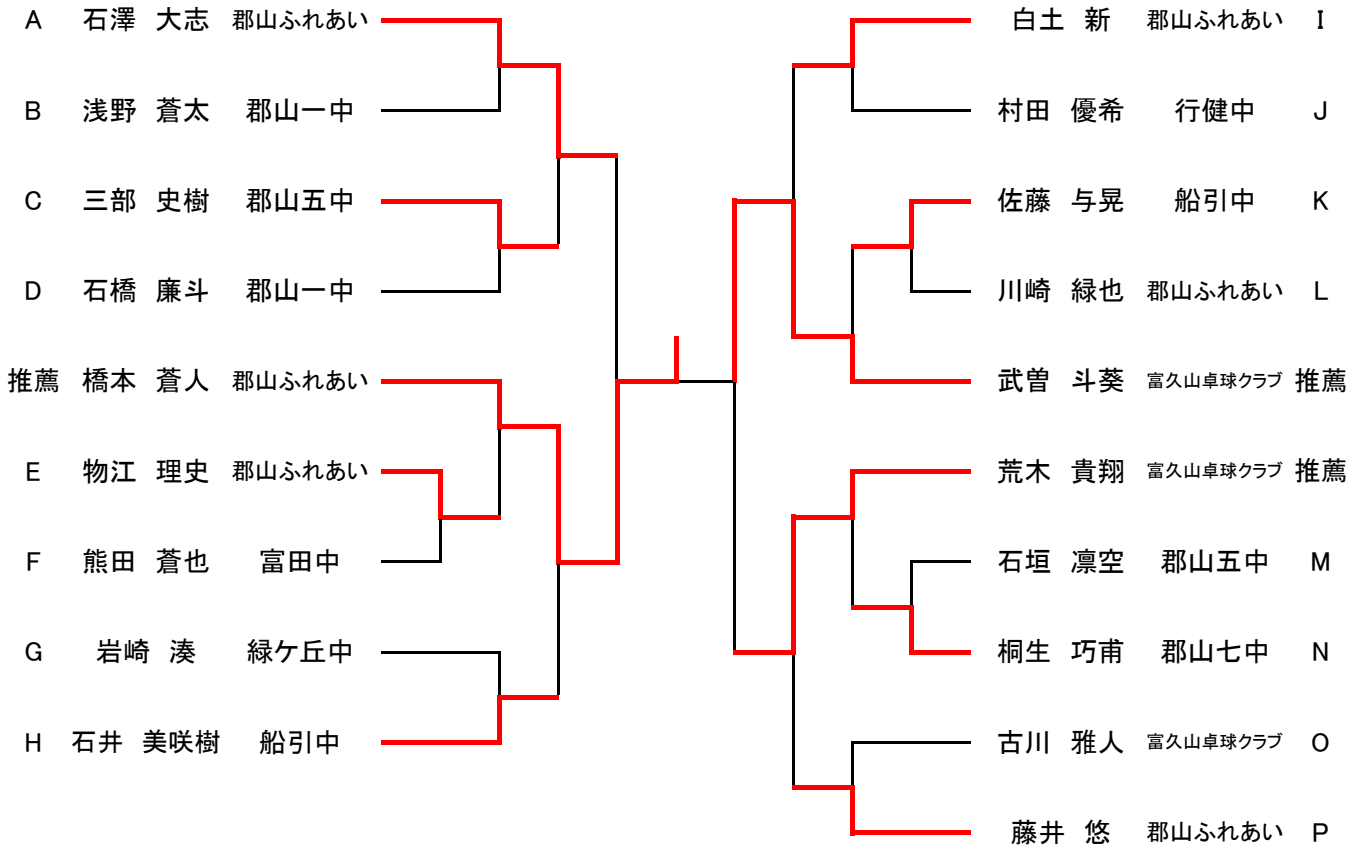 A 石澤 大志 郡山ふれあい
B 浅野 蒼太 郡山一中
C 三部 史樹 郡山五中
D 石橋 廉斗 郡山一中
推薦 橋本 蒼人 郡山ふれあい
E 物江 理史 郡山ふれあい
F 熊田 蒼也 富田中
G 岩崎 湊 緑ケ丘中
H 石井 美咲樹 船引中
白土 新 郡山ふれあい I
村田 優希 行健中 J
佐藤 与晃 船引中 K
川崎 緑也 郡山ふれあい L
武曽 斗葵 富久山卓球クラブ 推薦
荒木 貴翔 富久山卓球クラブ 推薦
石垣 凛空 郡山五中 M
桐生 巧甫 郡山七中 N
古川 雅人 富久山卓球クラブ O
藤井 悠 郡山ふれあい P